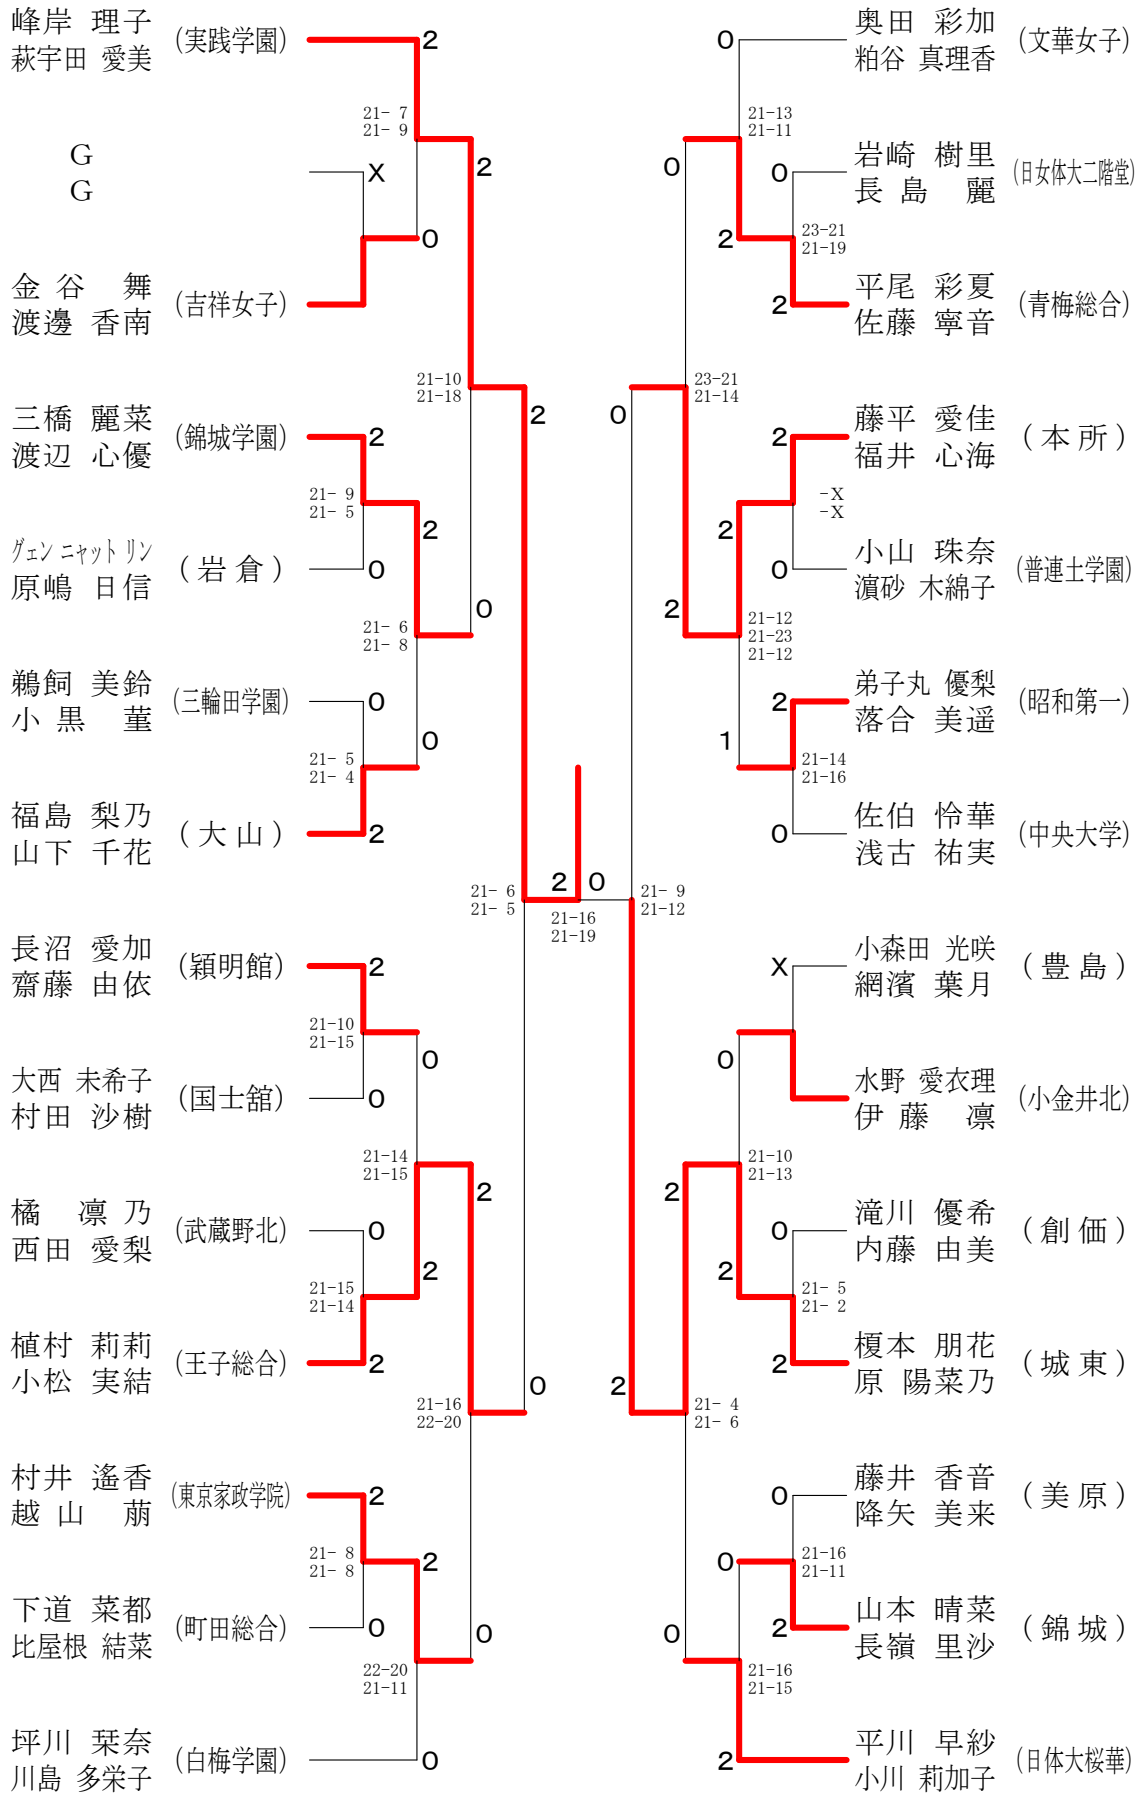 峰岸 理子
萩宇田 愛美
(実践学園)
2
21- 7
21- 9
G
G
X
2
0
金谷 舞
渡邊 香南
(吉祥女子)
21-10
21-18
2
三橋 麗菜
渡辺 心優
(錦城学園)
2
21- 9
21- 5
2
グェン ニャット リン
原嶋 日信
(岩倉)
0
21- 6
21- 8
0
鵜飼 美鈴
小黒 菫
(三輪田学園)
0
21- 5
21- 4
0
福島 梨乃
山下 千花
(大山)
2
21- 6
21- 5
2 0
21-16
21-19
長沼 愛加
齋藤 由依
(穎明館)
2
21-10
21-15
0
大西 未希子
村田 沙樹
(国士舘)
0
21-14
21-15
2
橘 凛乃
西田 愛梨
(武蔵野北)
0
21-15
21-14
2
植村 莉莉
小松 実結
(王子総合)
2
21-16
22-20
0
村井 遙香
越山 萠
(東京家政学院)
2
21- 8
21- 8
2
下道 菜都
比屋根 結菜
(町田総合)
0
22-20
21-11
0
坪川 栞奈
川島 多栄子
(白梅学園)
0
0
奥田 彩加
粕谷 真理香
(文華女子)
21-13
21-11
0
0
岩崎 樹里
長島 麗
(日女体大二階堂)
2
23-21
21-19
2
平尾 彩夏
佐藤 寧音
(青梅総合)
0
23-21
21-14
2
藤平 愛佳
福井 心海
(本所)
2
-X
-X
0
小山 珠奈
濵砂 木綿子
(普連土学園)
2
21-12
21-23
21-12
2
弟子丸 優梨
落合 美遥
(昭和第一)
1
21-14
21-16
0
佐伯 怜華
浅古 祐実
(中央大学)
21- 9
21-12
X
小森田 光咲
網濱 葉月
(豊島)
0
水野 愛衣理
伊藤 凛
(小金井北)
21-10
21-13
2
0
滝川 優希
内藤 由美
(創価)
2
21- 5
21- 2
2
榎本 朋花
原 陽菜乃
(城東)
2
21- 4
21- 6
0
藤井 香音
降矢 美来
(美原)
0
21-16
21-11
2
山本 晴菜
長嶺 里沙
(錦城)
0
21-16
21-15
2
平川 早紗
小川 莉加子
(日体大桜華)